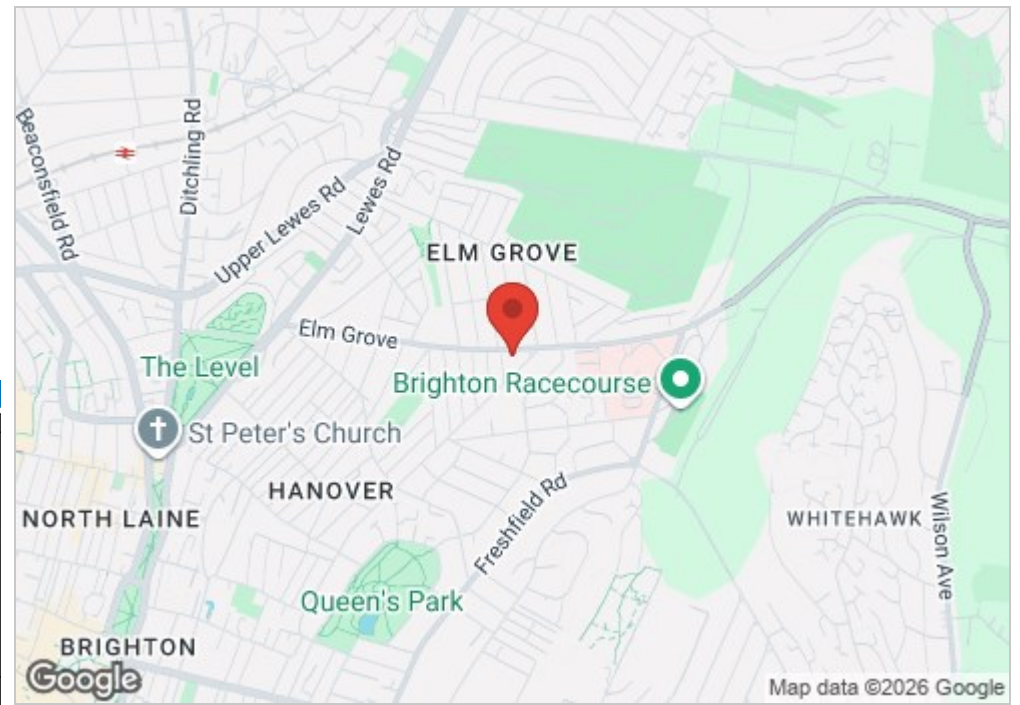 Beaconsfield Rd
Ditchling Rd
Upper Lewes Rd
Lewes Rd
ELM GROVE
Elm Grove
The Level
Brighton Racecourse
St Peter's Church
HANOVER
NORTH LAINE
Freshfield Rd
WHITEHAWK
Wilson Ave
Queen's Park
BRIGHTON
Google
Map data ©2026 Google